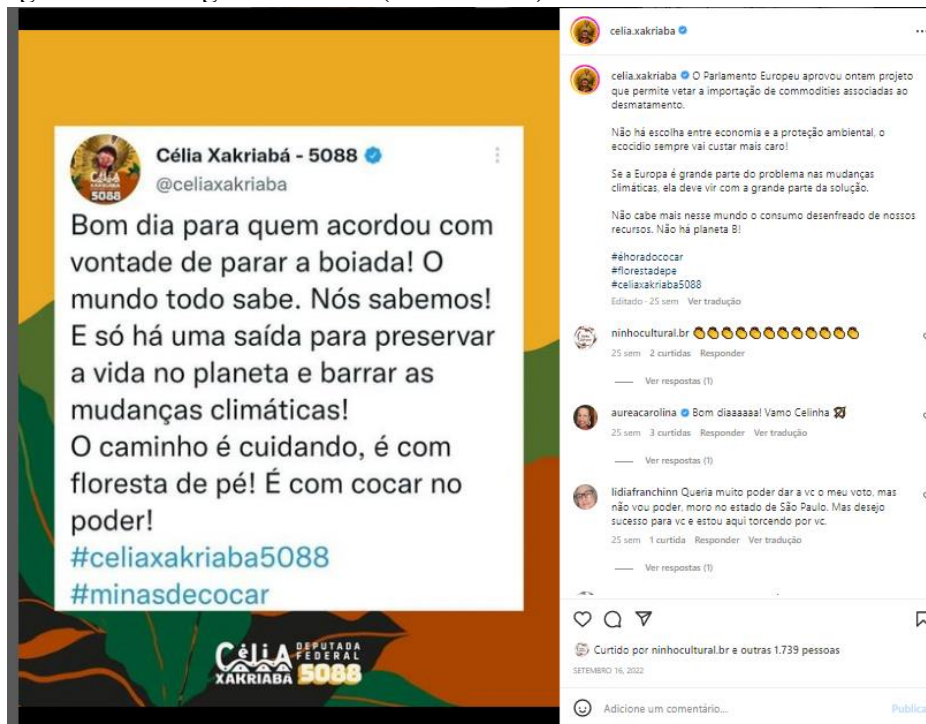 Célia Xakriabá - 5088
@celiaxakriaba
CÉLIA
XAKRIABÁ
5088
Bom dia para quem acordou com
vontade de parar a boiada! O
mundo todo sabe. Nós sabemos!
E só há uma saída para preservar
a vida no planeta e barrar as
mudanças climáticas!
O caminho é cuidando, é com
floresta de pé! É com cocar no
poder!
#celiaxakriaba5088
#minasdecocar
CéliA
XAKRIABÁ
DEPUTADA
FEDERAL
5088
celia.xakriaba
celia.xakriaba O Parlamento Europeu aprovou ontem projeto
que permite vetar a importação de commodities associadas ao
desmatamento.
Não há escolha entre economia e a proteção ambiental, o
ecocidio sempre vai custar mais caro!
Se a Europa é grande parte do problema nas mudanças
climáticas, ela deve vir com a grande parte da solução.
Não cabe mais nesse mundo o consumo desenfreado de nossos
recursos. Não há planeta B!
#éhoradococar
#florestadepe
#celiaxakriaba5088
Editado · 25 sem Ver tradução
ninhocultural.br 👏👏👏👏👏👏👏👏👏👏👏👏
25 sem 2 curtidas Responder
Ver respostas (1)
aureacarolina Bom diaaaaaa! Vamo Celinha 🏹
25 sem 3 curtidas Responder Ver tradução
Ver respostas (1)
lidiafranchinn Queria muito poder dar a vc o meu voto, mas
não vou poder, moro no estado de São Paulo. Mas desejo
sucesso para vc e estou aqui torcendo por vc.
25 sem 1 curtida Responder Ver tradução
Ver respostas (1)
Curtido por ninhocultural.br e outras 1.739 pessoas
SETEMBRO 16, 2022
Adicione um comentário...
Publica